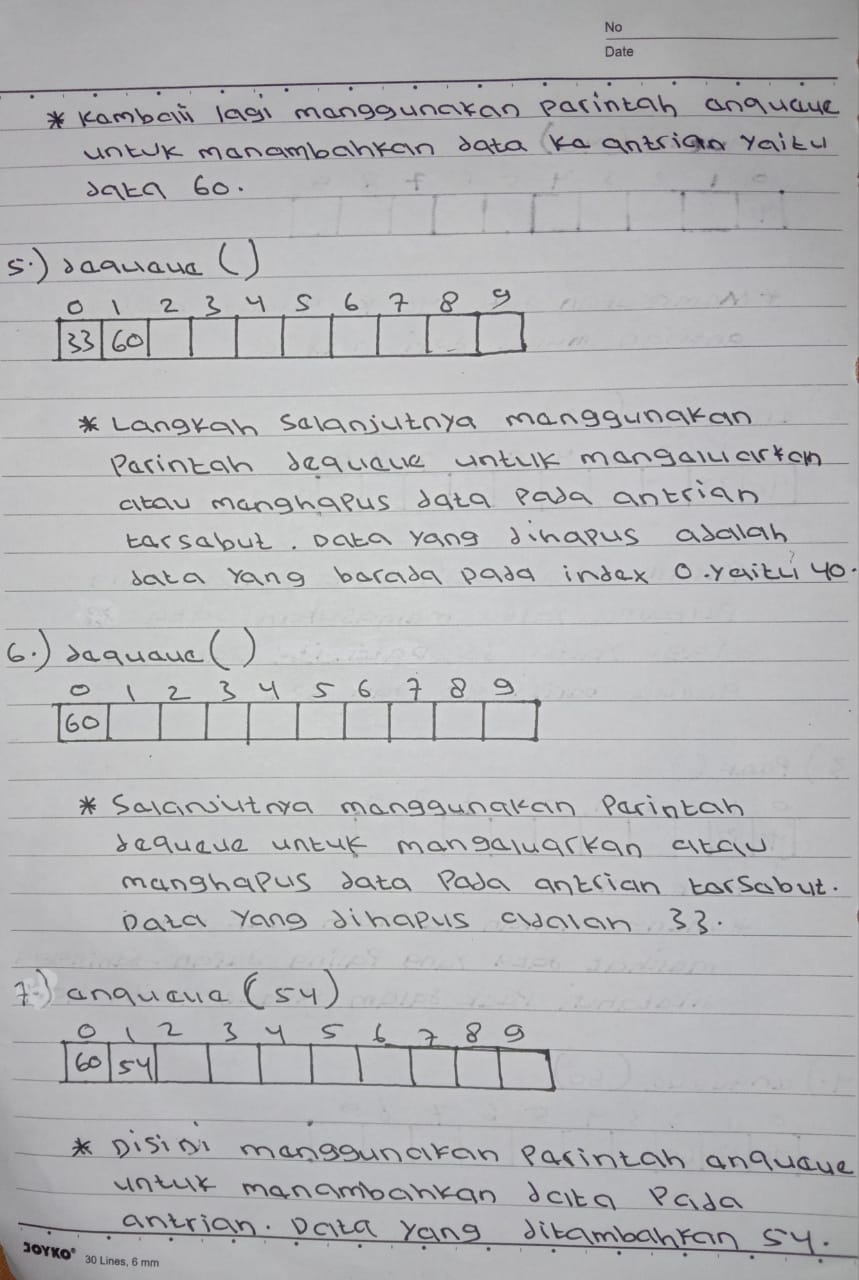 No
Date
* Kembali lagi menggunakan perintah enqueue
untuk menambahkan data ke antrian yaitu
data 60.
5.) dequeue ()
0 1 2 3 4 5 6 7 8 9
33 60
* Langkah selanjutnya menggunakan
Perintah dequeue untuk mengeluarkan
atau menghapus data pada antrian
tersebut. Data yang dihapus adalah
data yang berada pada index 0. yaitu 40.
6.) dequeue ()
0 1 2 3 4 5 6 7 8 9
60
* Selanjutnya menggunakan Perintah
dequeue untuk mengeluarkan atau
menghapus data Pada antrian tersebut.
Data yang dihapus adalah 33.
7.) enqueue (54)
0 1 2 3 4 5 6 7 8 9
60 54
* Disini menggunakan Perintah enqueue
untuk menambahkan data Pada
antrian. Data yang ditambahkan 54.
JOYKO® 30 Lines, 6 mm